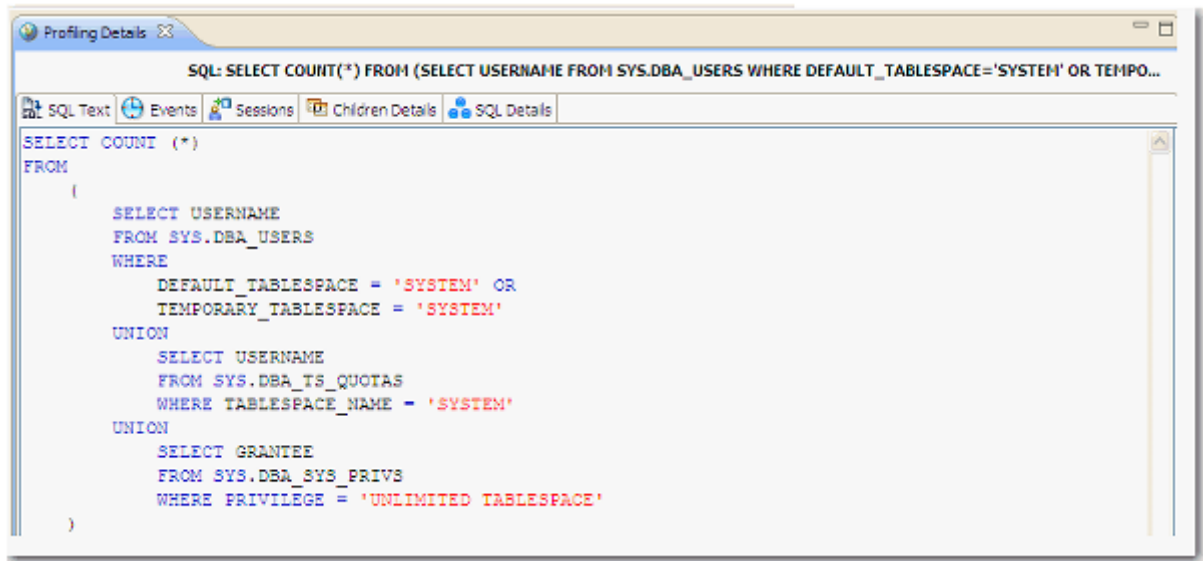 Profiling Details
SQL: SELECT COUNT(*) FROM (SELECT USERNAME FROM SYS.DBA_USERS WHERE DEFAULT_TABLESPACE='SYSTEM' OR TEMPO...
SQL Text Events Sessions Children Details SQL Details
SELECT COUNT (*)
FROM
(
SELECT USERNAME
FROM SYS.DBA_USERS
WHERE
DEFAULT_TABLESPACE = 'SYSTEM' OR
TEMPORARY_TABLESPACE = 'SYSTEM'
UNION
SELECT USERNAME
FROM SYS.DBA_TS_QUOTAS
WHERE TABLESPACE_NAME = 'SYSTEM'
UNION
SELECT GRANTEE
FROM SYS.DBA_SYS_PRIVS
WHERE PRIVILEGE = 'UNLIMITED TABLESPACE'
)